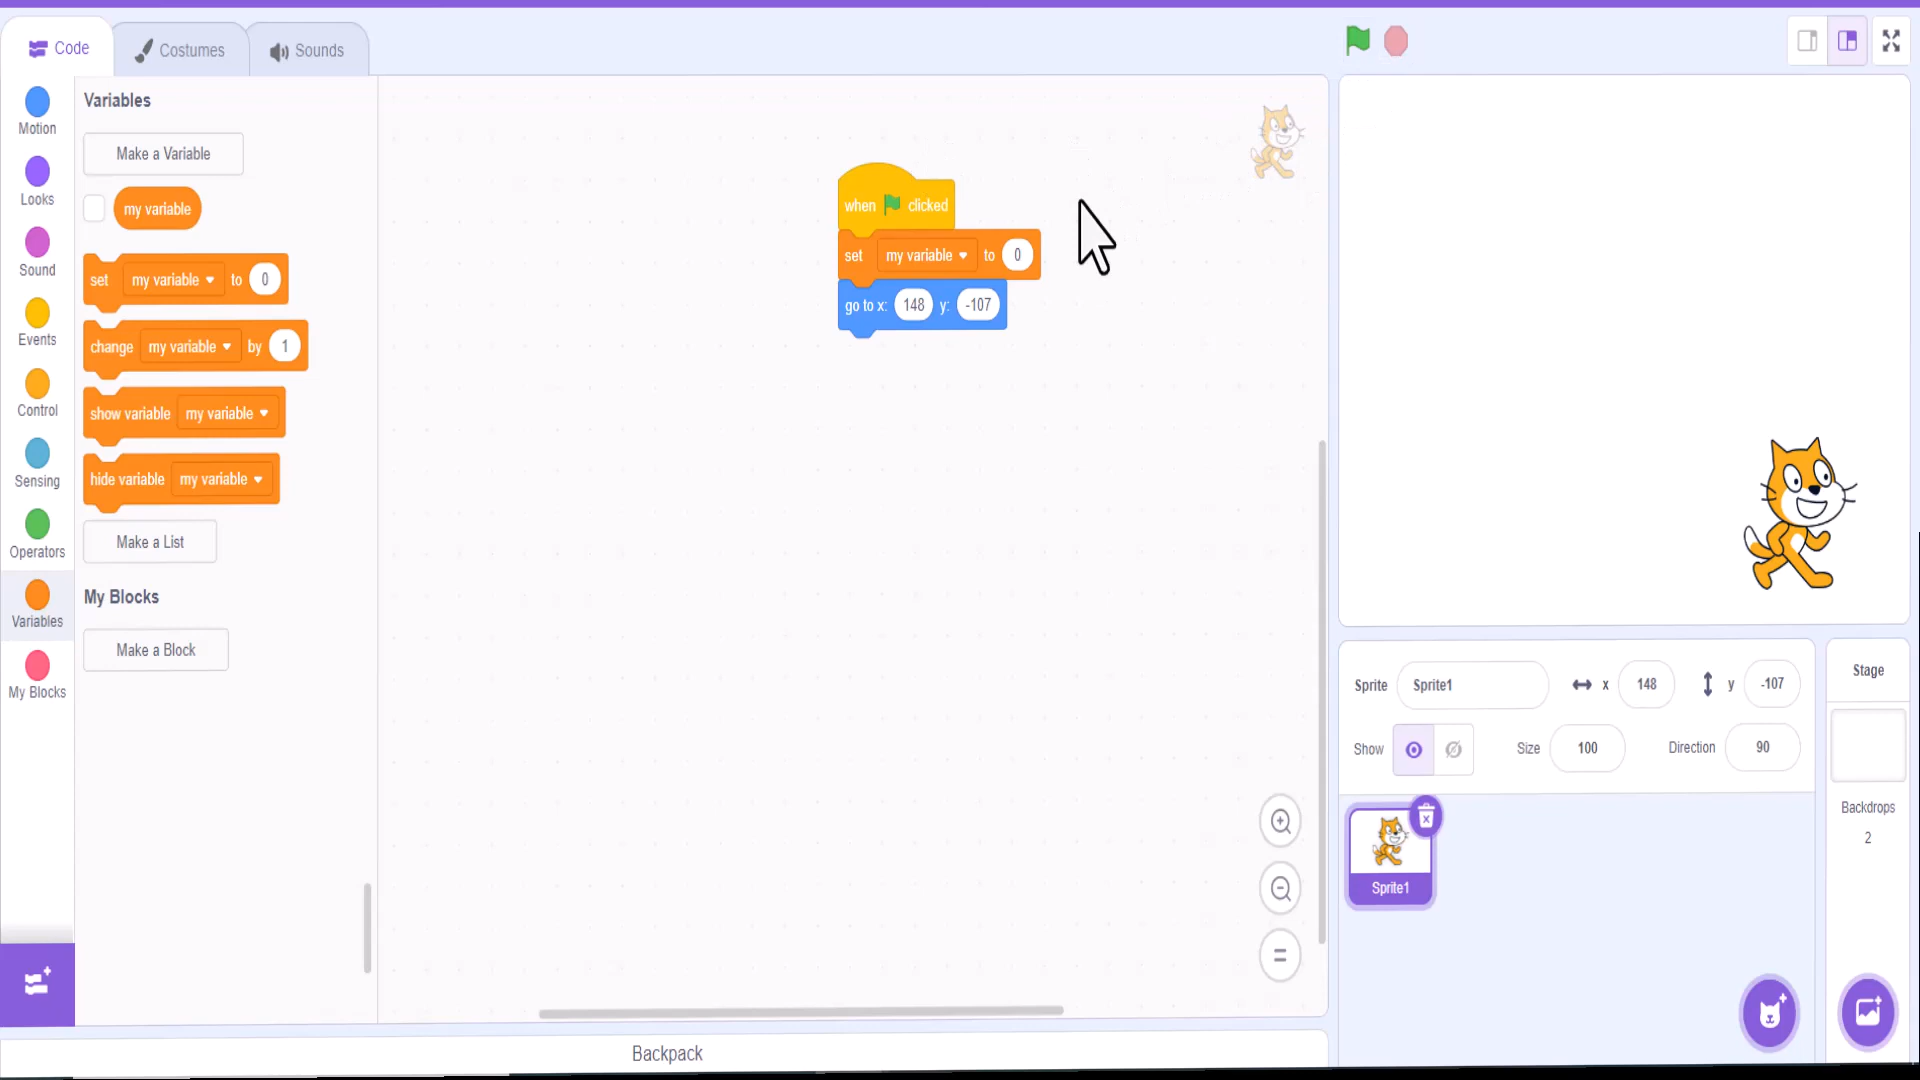 Code
Costumes
Sounds
Motion
Looks
Sound
Events
Control
Sensing
Operators
Variables
My Blocks
Variables
Make a Variable
my variable
set my variable to 0
change my variable by 1
show variable my variable
hide variable my variable
Make a List
My Blocks
Make a Block
when clicked
set my variable to 0
go to x: 148 y: -107
Backpack
Sprite Sprite1 x 148 y -107
Show Size 100 Direction 90
Sprite1
Stage
Backdrops
2